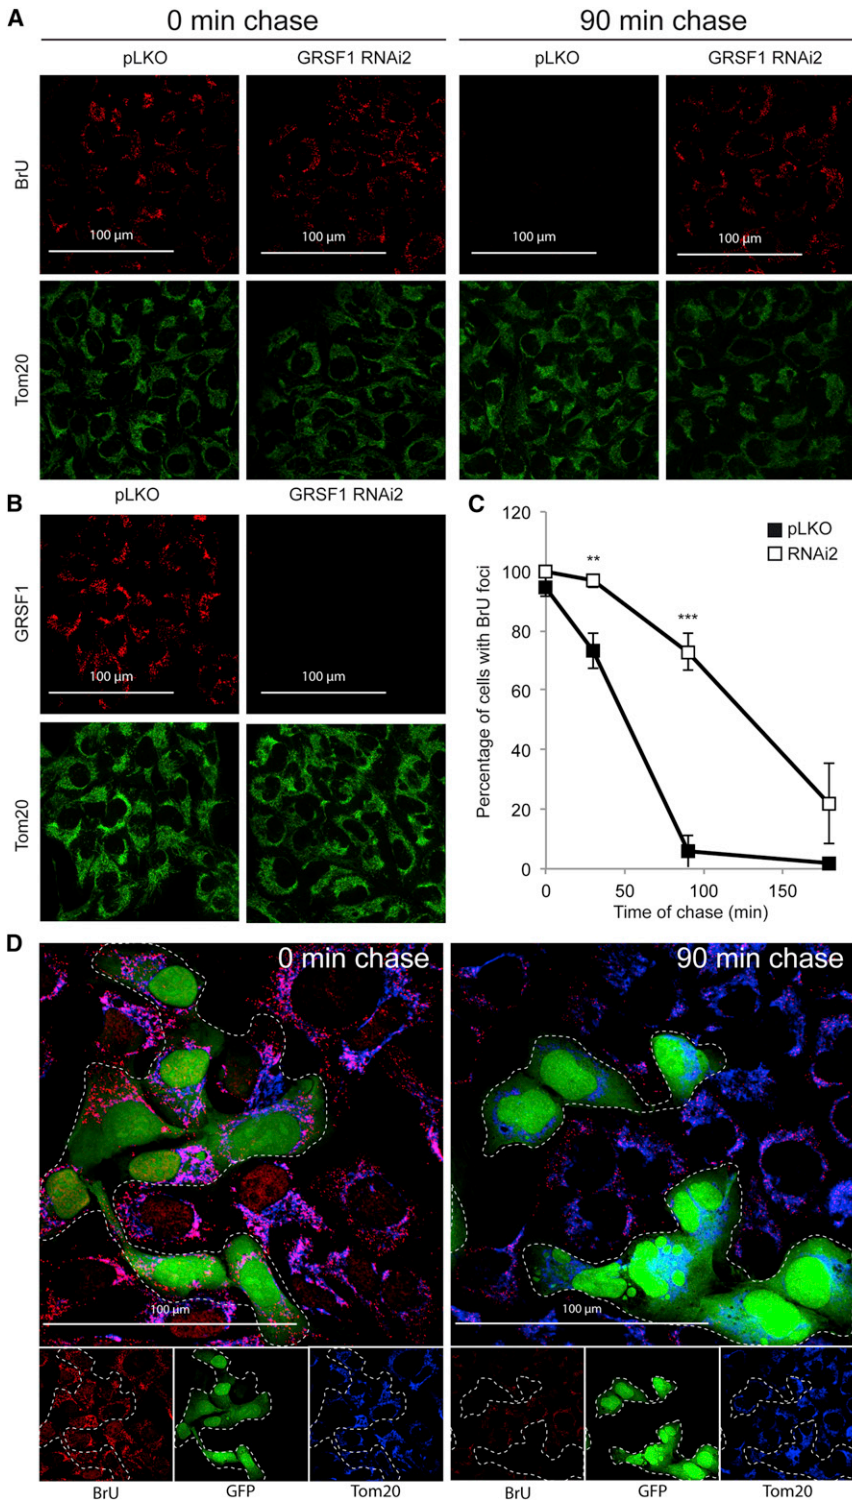 A
0 min chase
90 min chase
pLKO
GRSF1 RNAi2
pLKO
GRSF1 RNAi2
BrU
100 µm
100 µm
100 µm
100 µm
Tom20
B
pLKO
GRSF1 RNAi2
GRSF1
100 µm
100 µm
Tom20
C
120
100
80
60
40
20
0
Percentage of cells with BrU foci
**
***
pLKO
RNAi2
0
50
100
150
Time of chase (min)
D
0 min chase
90 min chase
100 µm
100 µm
BrU
GFP
Tom20
BrU
GFP
Tom20